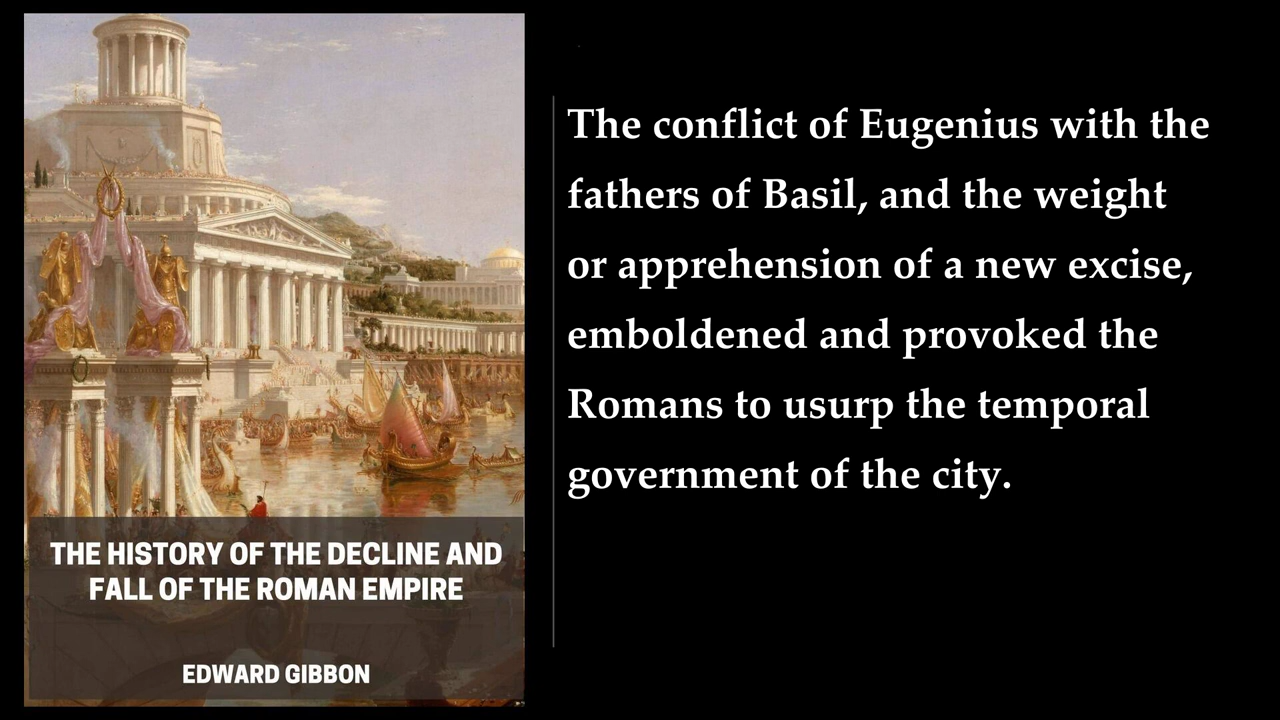 THE HISTORY OF THE DECLINE AND
FALL OF THE ROMAN EMPIRE
EDWARD GIBBON
The conflict of Eugenius with the
fathers of Basil, and the weight
or apprehension of a new excise,
emboldened and provoked the
Romans to usurp the temporal
government of the city.